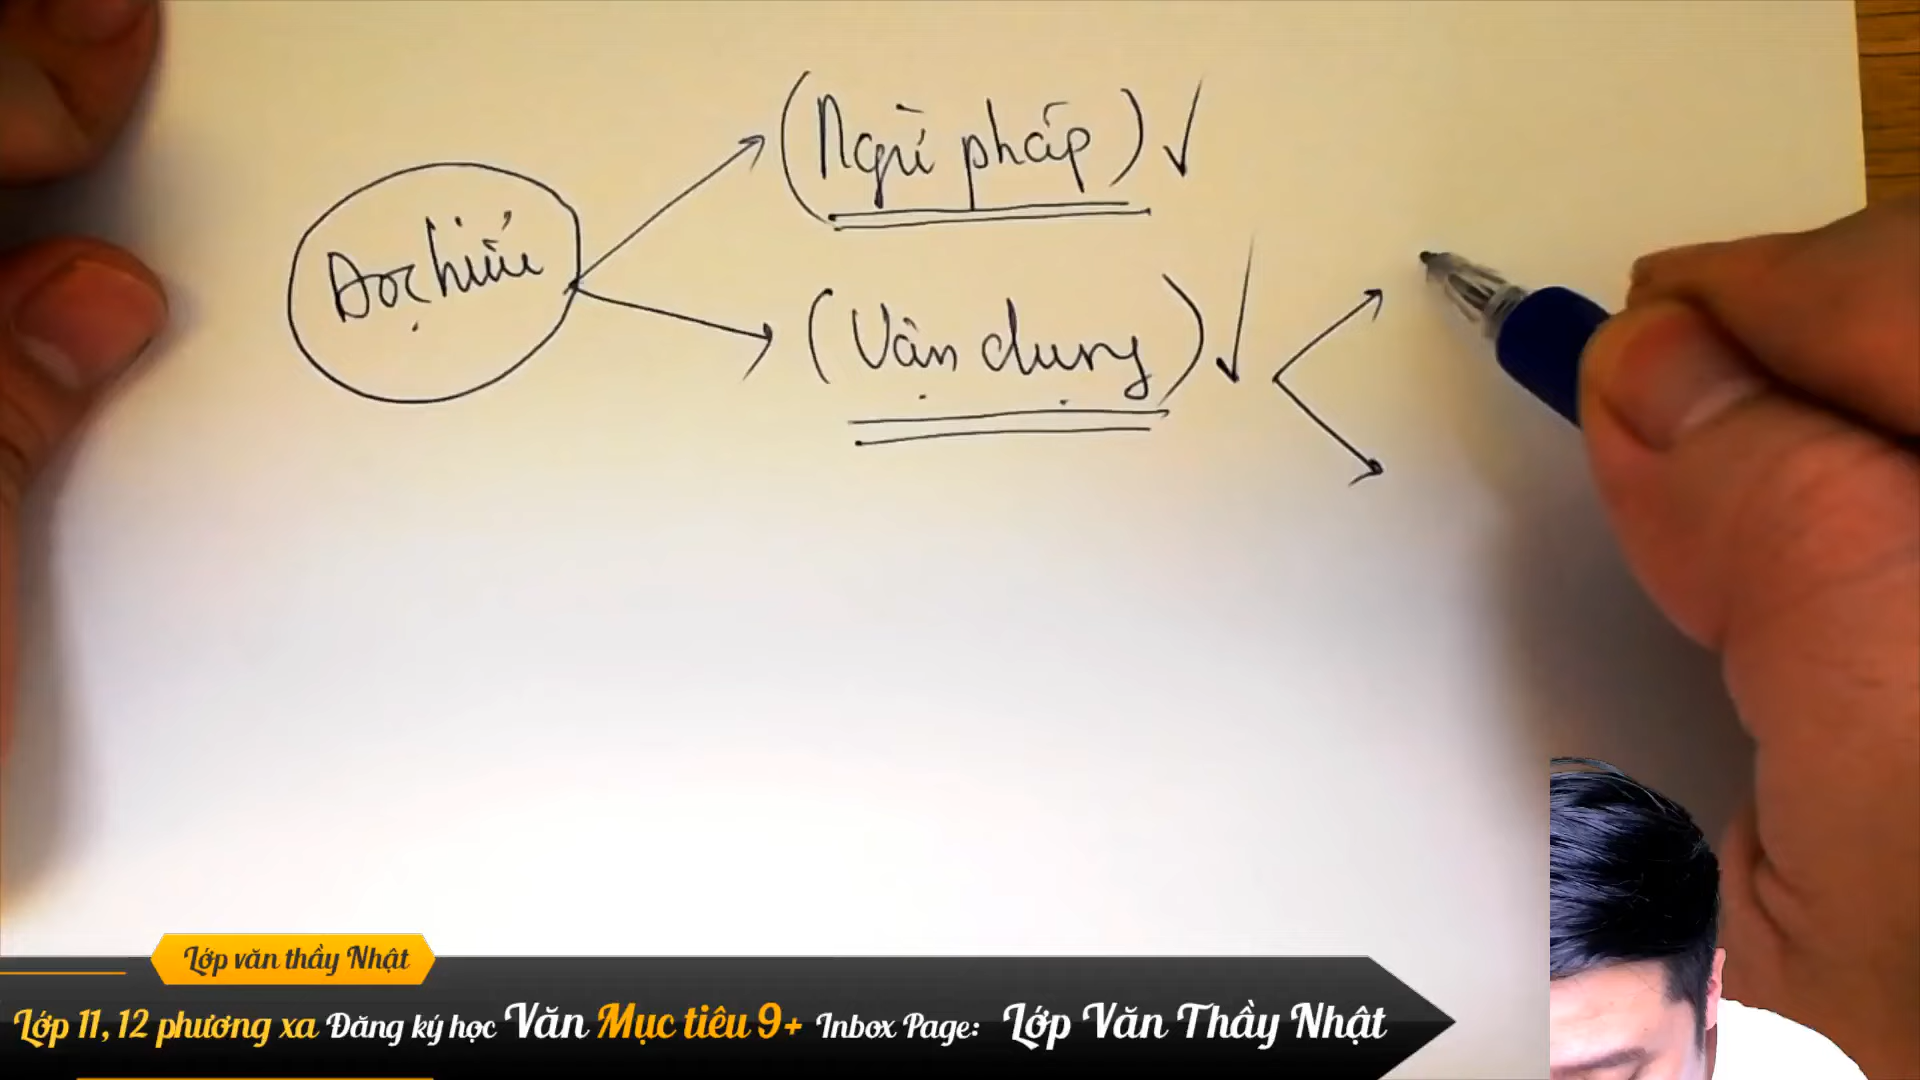 (Ngữ pháp)
Đọc hiểu
(Vận dụng)
Lớp văn thầy Nhật
Lớp 11, 12 phương xa Đăng ký học Văn Mục tiêu 9+ Inbox Page: Lớp Văn Thầy Nhật